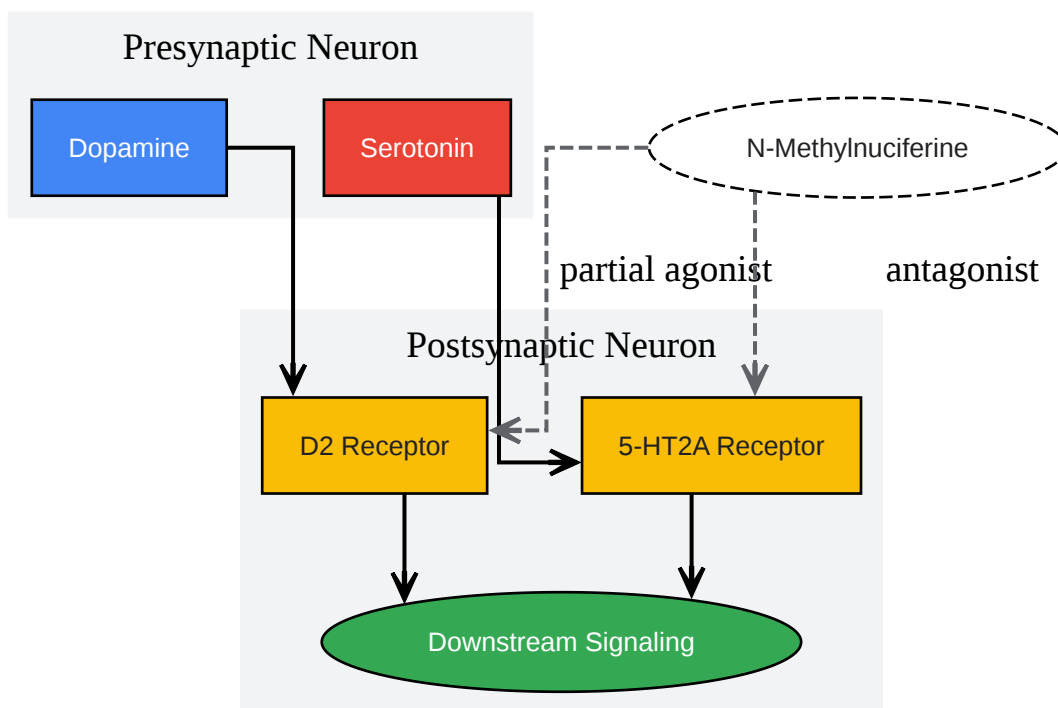 Presynaptic Neuron
Dopamine
Serotonin
N-Methylnuciferine
partial agonist
antagonist
Postsynaptic Neuron
D2 Receptor
5-HT2A Receptor
Downstream Signaling